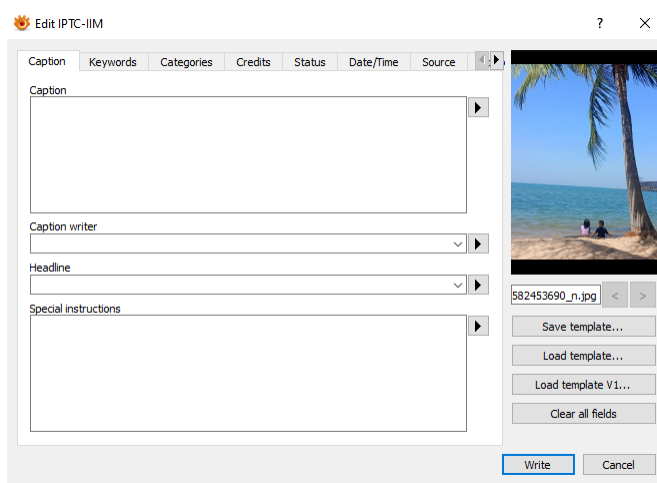 Edit IPTC-IIM
Caption Keywords Categories Credits Status Date/Time Source
Caption
Caption writer
Headline
Special instructions
582453690_n.jpg < >
Save template...
Load template...
Load template V1...
Clear all fields
Write Cancel